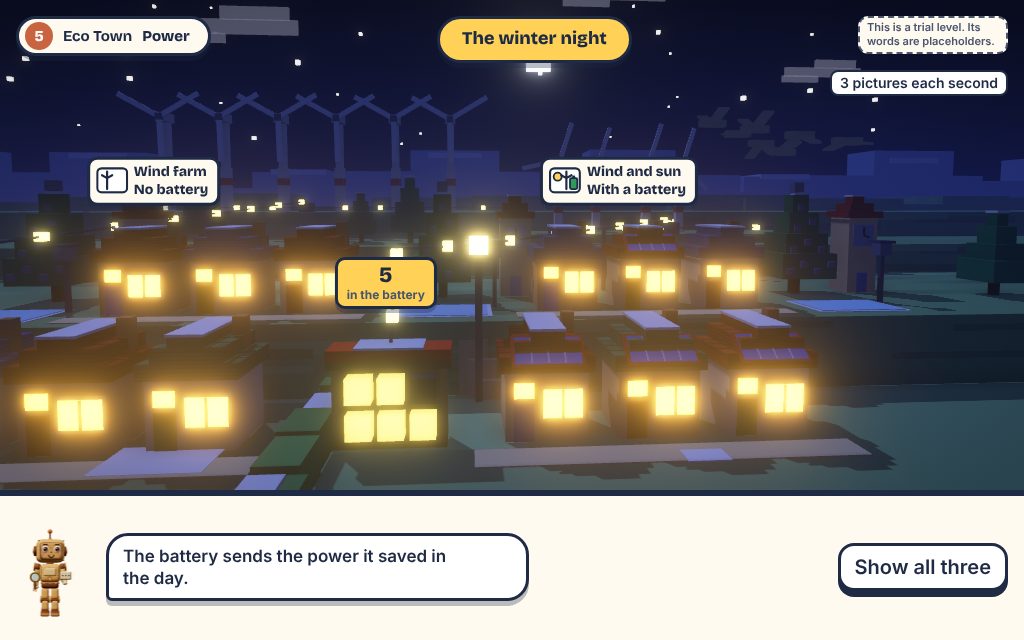 5 Eco Town Power
The winter night
This is a trial level. Its
words are placeholders.
3 pictures each second
Wind farm
No battery
Wind and sun
With a battery
5
in the battery
The battery sends the power it saved in
the day.
Show all three